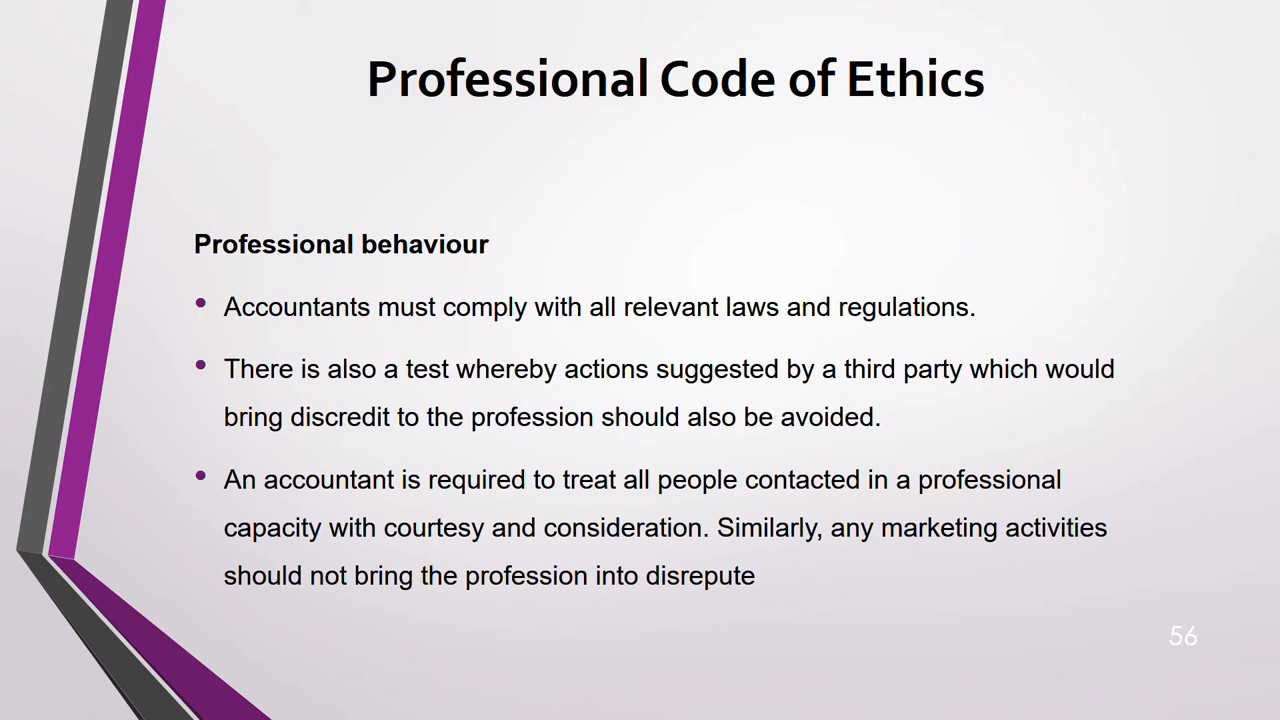 Professional Code of Ethics
Professional behaviour
• Accountants must comply with all relevant laws and regulations.
• There is also a test whereby actions suggested by a third party which would
bring discredit to the profession should also be avoided.
• An accountant is required to treat all people contacted in a professional
capacity with courtesy and consideration. Similarly, any marketing activities
should not bring the profession into disrepute
56